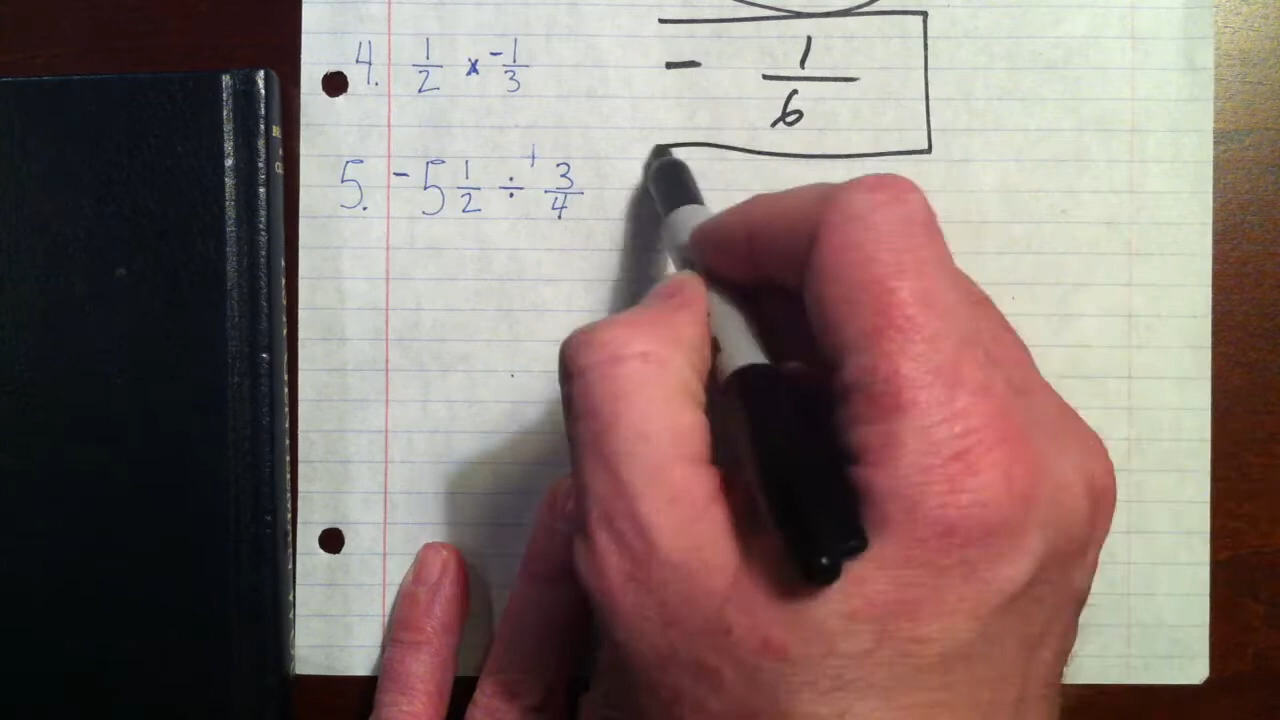 4. 1/2 × -1/3
- 1/6
5. -5 1/2 ÷ +3/4